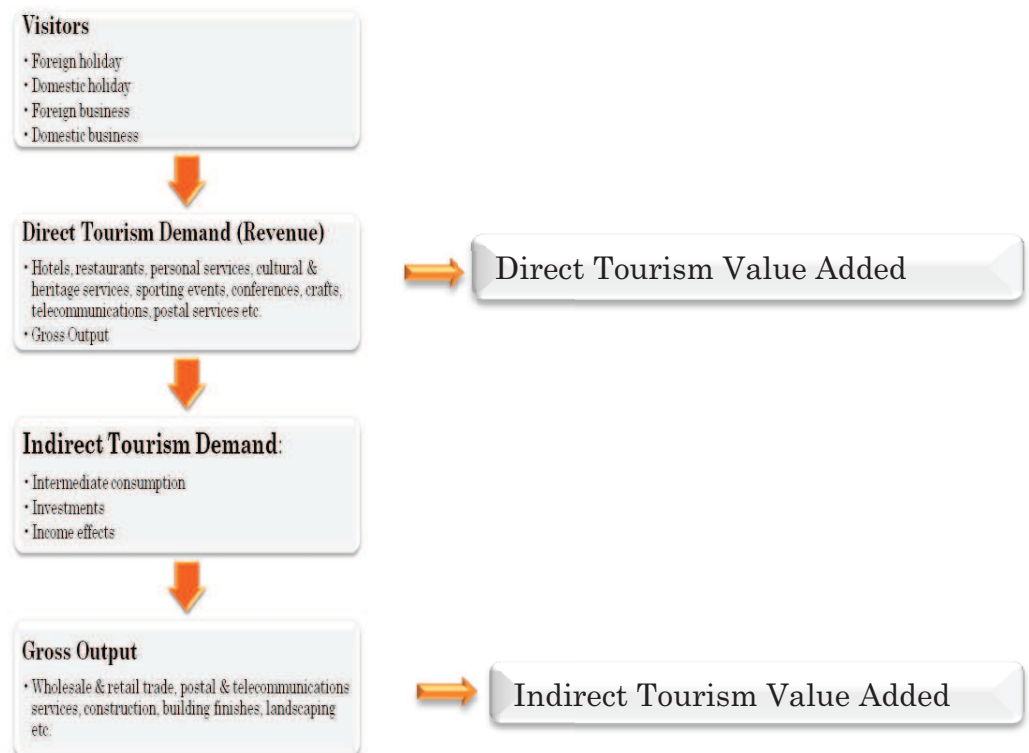 Visitors
• Foreign holiday
• Domestic holiday
• Foreign business
• Domestic business
Direct Tourism Demand (Revenue)
• Hotels, restaurants, personal services, cultural &
heritage services, sporting events, conferences, crafts,
telecommunications, postal services etc.
• Gross Output
Direct Tourism Value Added
Indirect Tourism Demand:
• Intermediate consumption
• Investments
• Income effects
Gross Output
• Wholesale & retail trade, postal & telecommunications
services, construction, building finishes, landscaping
etc.
Indirect Tourism Value Added